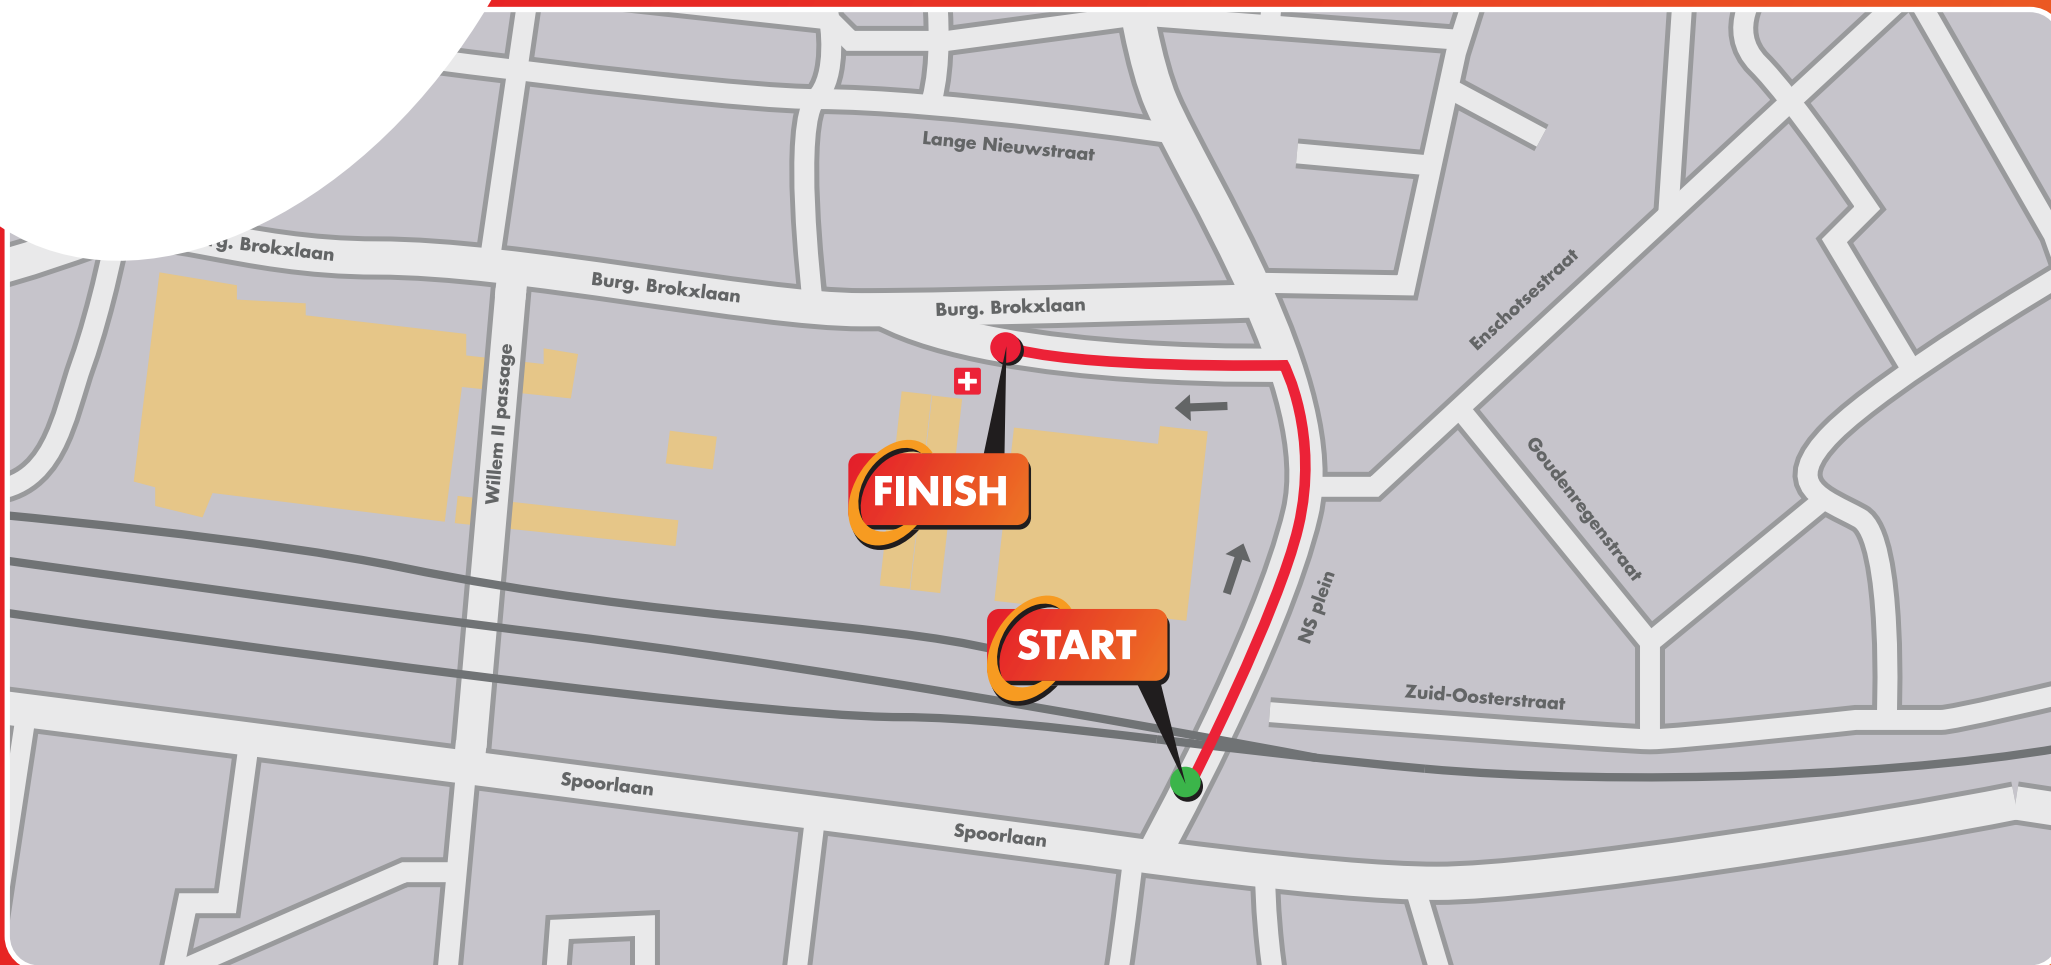 Lange Nieuwstraat
rg. Brokxlaan
Burg. Brokxlaan
Burg. Brokxlaan
Enschotsestraat
Willem II passage
Goudenregenstraat
FINISH
NS plein
START
Zuid-Oosterstraat
Spoorlaan
Spoorlaan